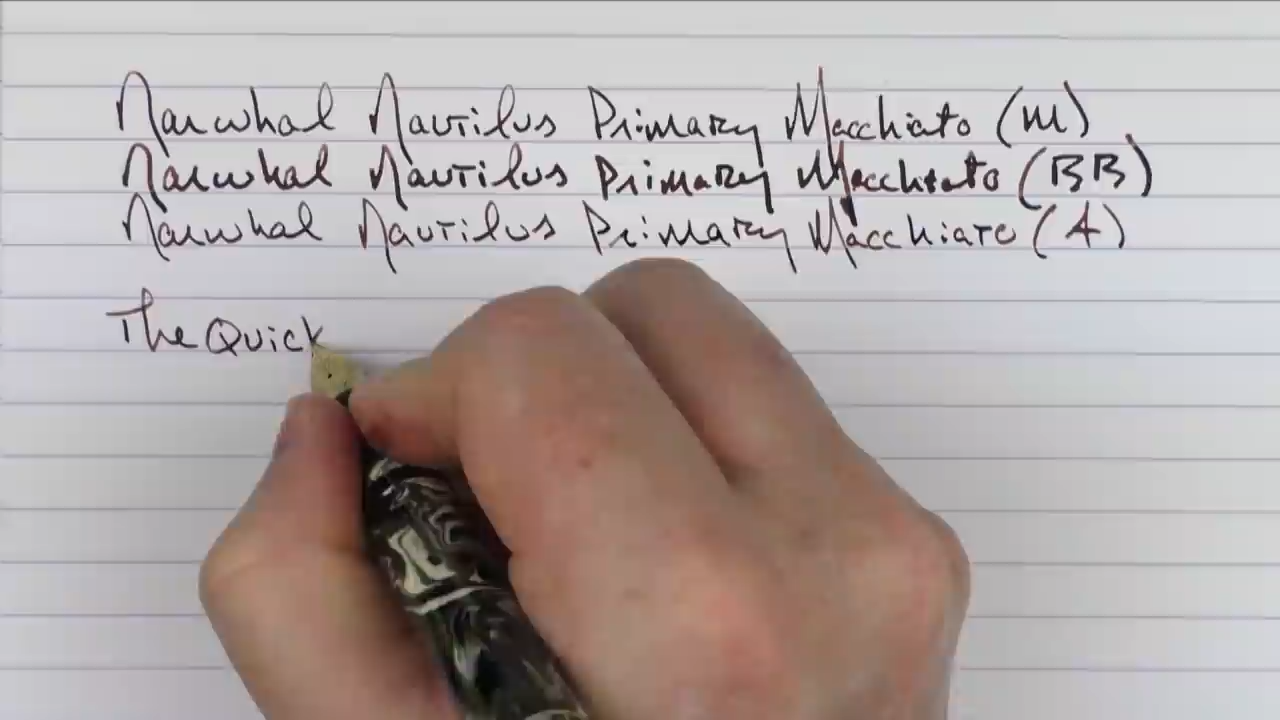 Narwhal Nautilus Primary Macchiato (M)
Narwhal Nautilus Primary Macchiato (BB)
Narwhal Nautilus Primary Macchiato (A)
The Quick